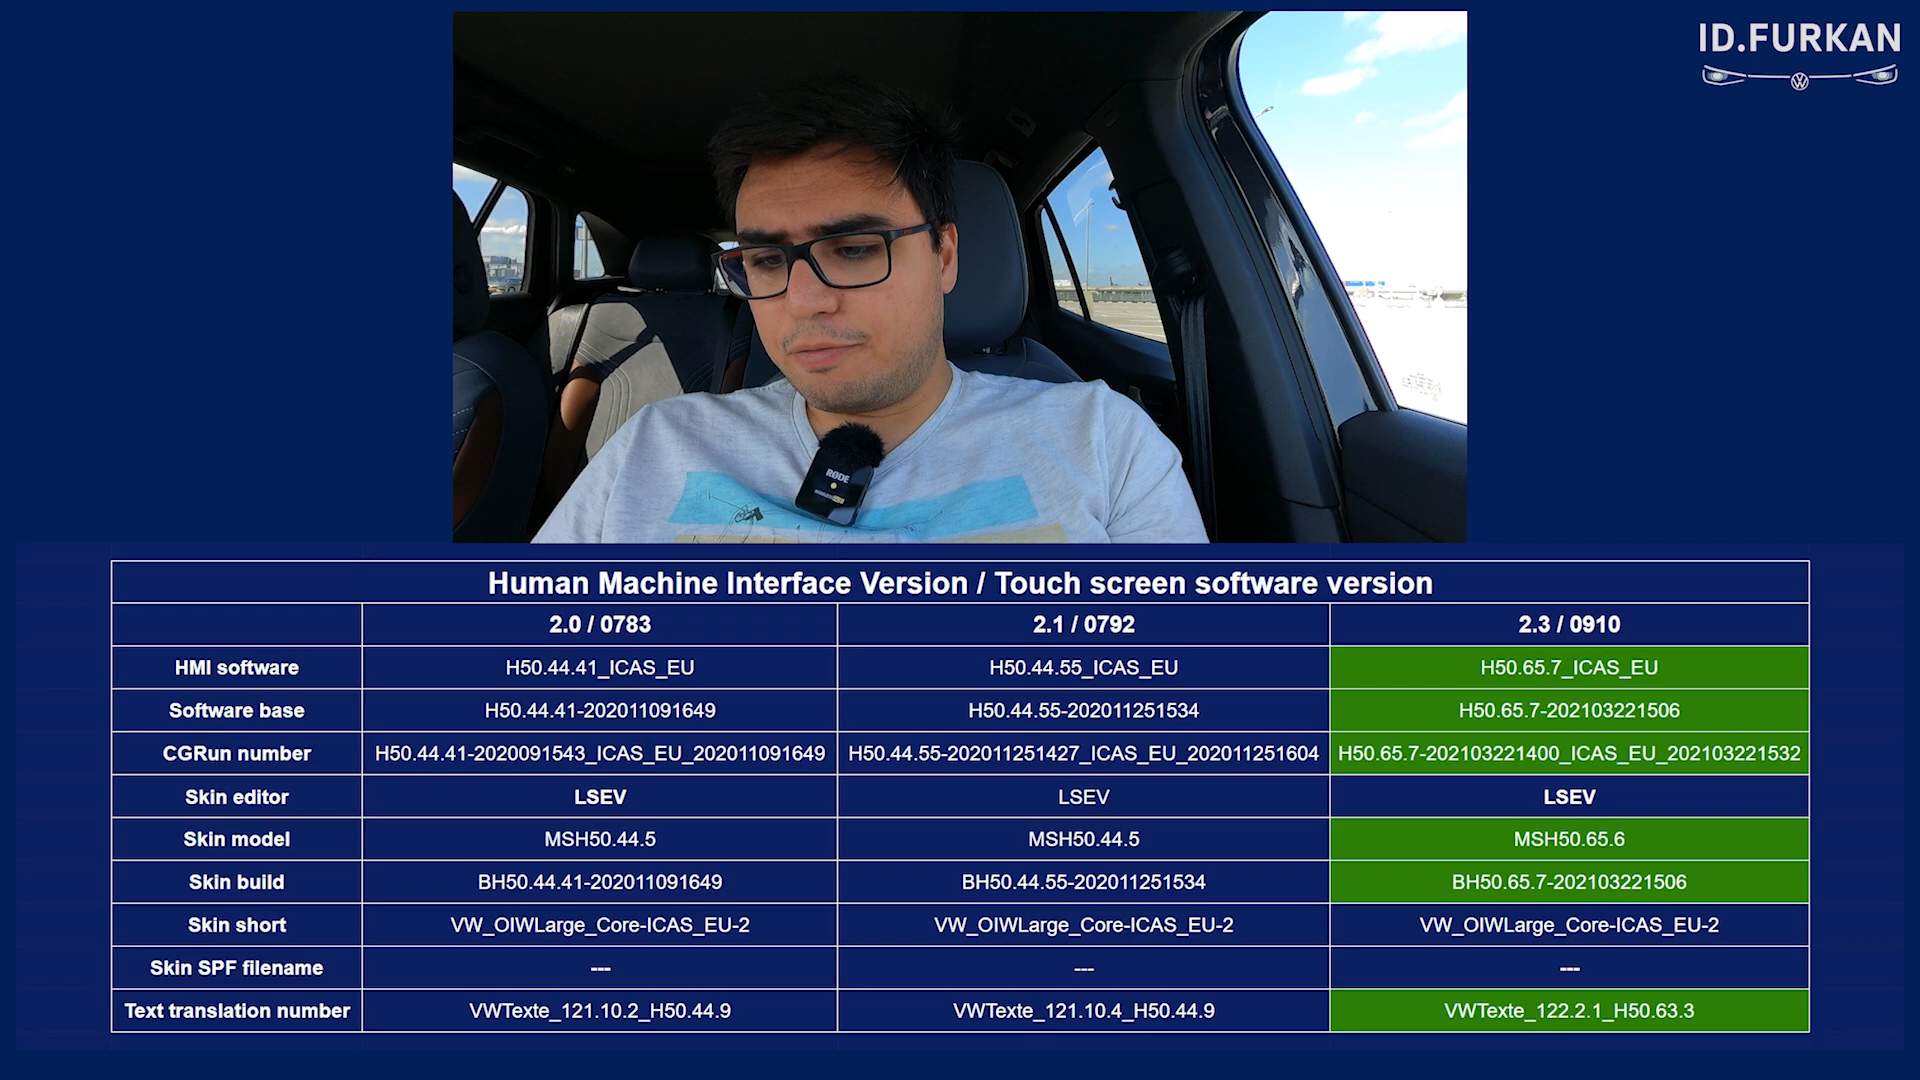 ID.FURKAN
RØDE
Human Machine Interface Version / Touch screen software version
2.0 / 0783 2.1 / 0792 2.3 / 0910
HMI software H50.44.41_ICAS_EU H50.44.55_ICAS_EU H50.65.7_ICAS_EU
Software base H50.44.41-202011091649 H50.44.55-202011251534 H50.65.7-202103221506
CGRun number H50.44.41-2020091543_ICAS_EU_202011091649 H50.44.55-202011251427_ICAS_EU_202011251604 H50.65.7-202103221400_ICAS_EU_202103221532
Skin editor LSEV LSEV LSEV
Skin model MSH50.44.5 MSH50.44.5 MSH50.65.6
Skin build BH50.44.41-202011091649 BH50.44.55-202011251534 BH50.65.7-202103221506
Skin short VW_OIWLarge_Core-ICAS_EU-2 VW_OIWLarge_Core-ICAS_EU-2 VW_OIWLarge_Core-ICAS_EU-2
Skin SPF filename --- --- ---
Text translation number VWTexte_121.10.2_H50.44.9 VWTexte_121.10.4_H50.44.9 VWTexte_122.2.1_H50.63.3